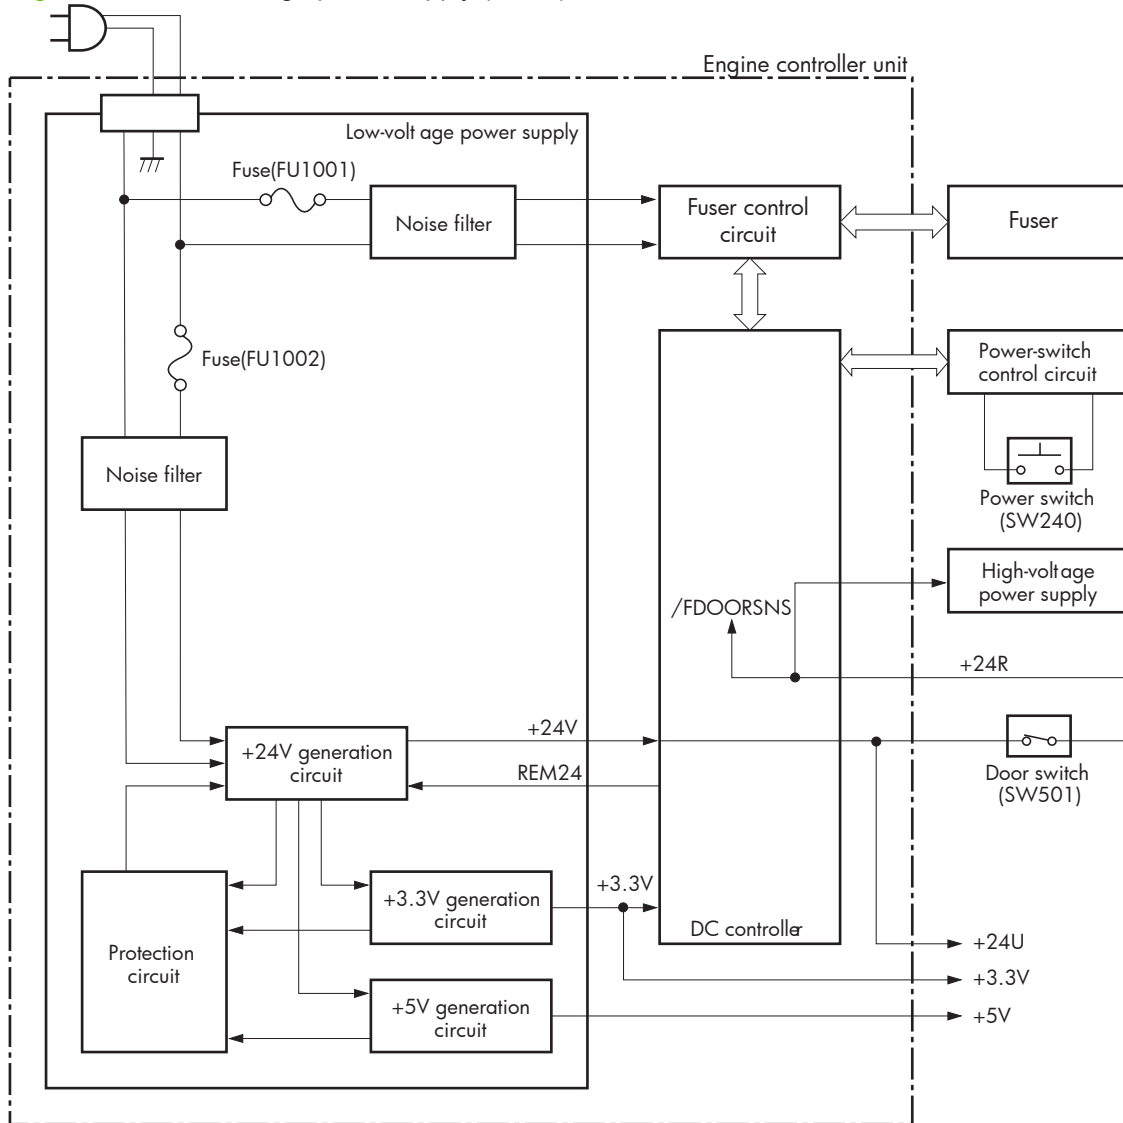 Engine controller unit
Low-volt age power supply
Fuse(FU1001)
Noise filter
Fuser control
circuit
Fuser
Fuse(FU1002)
Power-switch
control circuit
Noise filter
Power switch
(SW240)
High-voltage
power supply
/FDOORSNS
+24R
+24V
+24V generation
circuit
REM24
Door switch
(SW501)
+3.3V
+3.3V generation
circuit
DC controller
Protection
circuit
+24U
+3.3V
+5V generation
circuit
+5V